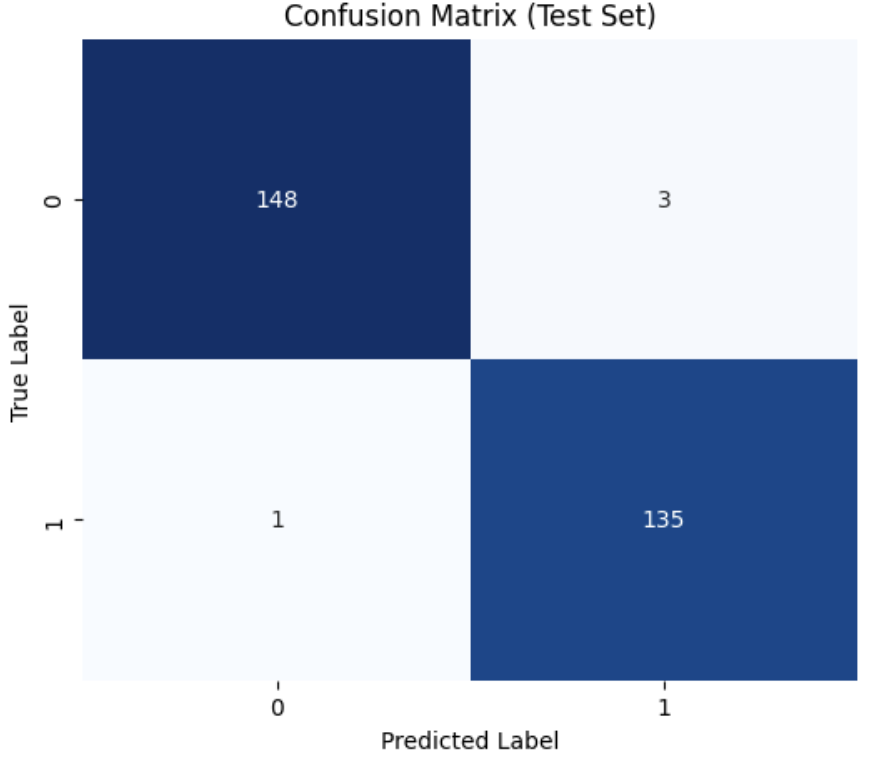 Confusion Matrix (Test Set)
True Label
0
148
3
1
1
135
0
1
Predicted Label